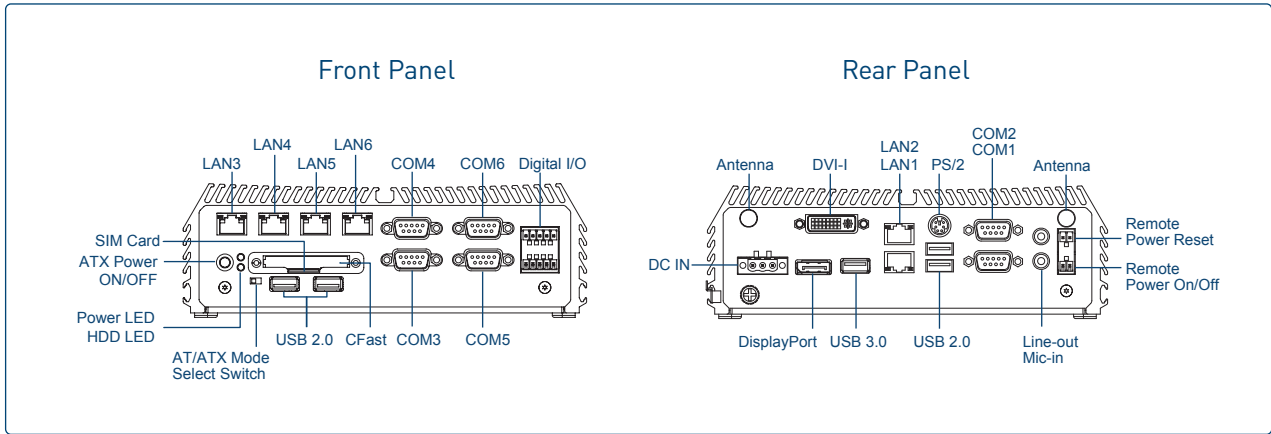 Front Panel
LAN3
LAN4
LAN5
LAN6
COM4
COM6
Digital I/O
SIM Card
ATX Power
ON/OFF
Power LED
HDD LED
AT/ATX Mode
Select Switch
USB 2.0
CFast
COM3
COM5
Rear Panel
Antenna
DVI-I
LAN2
LAN1
PS/2
COM2
COM1
Antenna
Remote
Power Reset
DC IN
Remote
Power On/Off
DisplayPort
USB 3.0
USB 2.0
Line-out
Mic-in